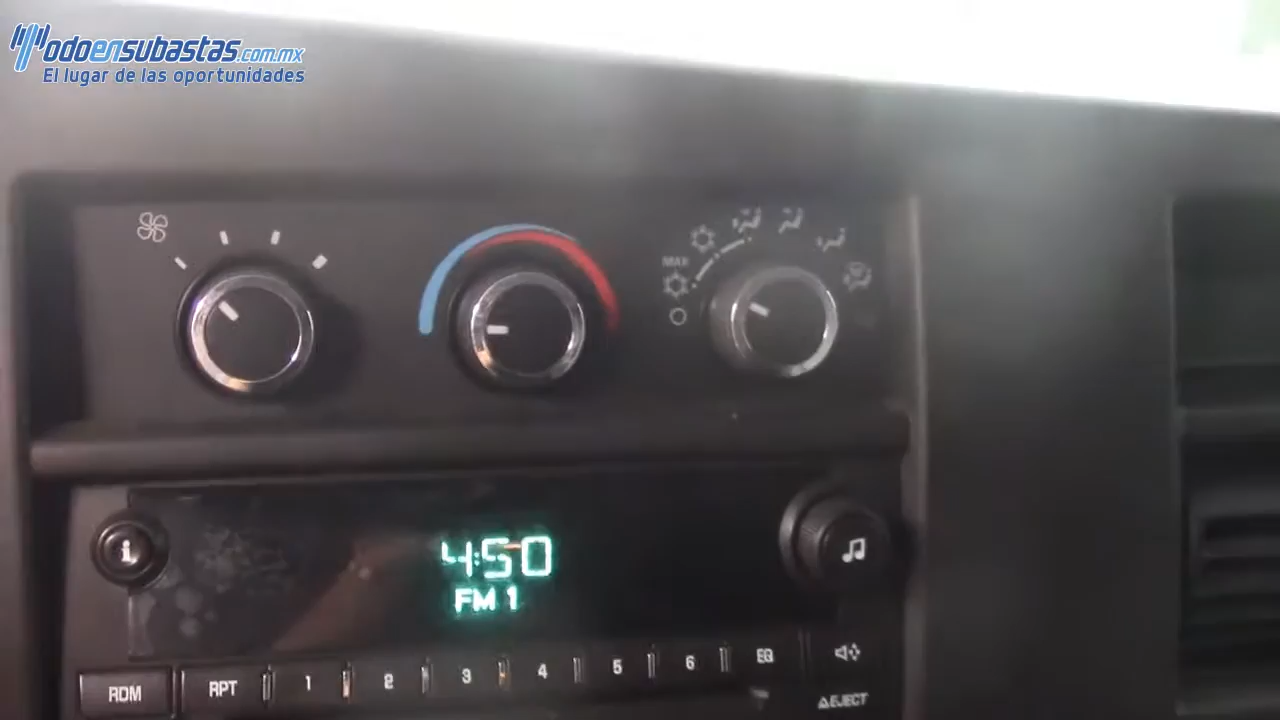 Todoensubastas.com.mx
El lugar de las oportunidades
MAX
i
4:50
FM 1
RDM
RPT
1
2
3
4
5
6
EQ
EJECT